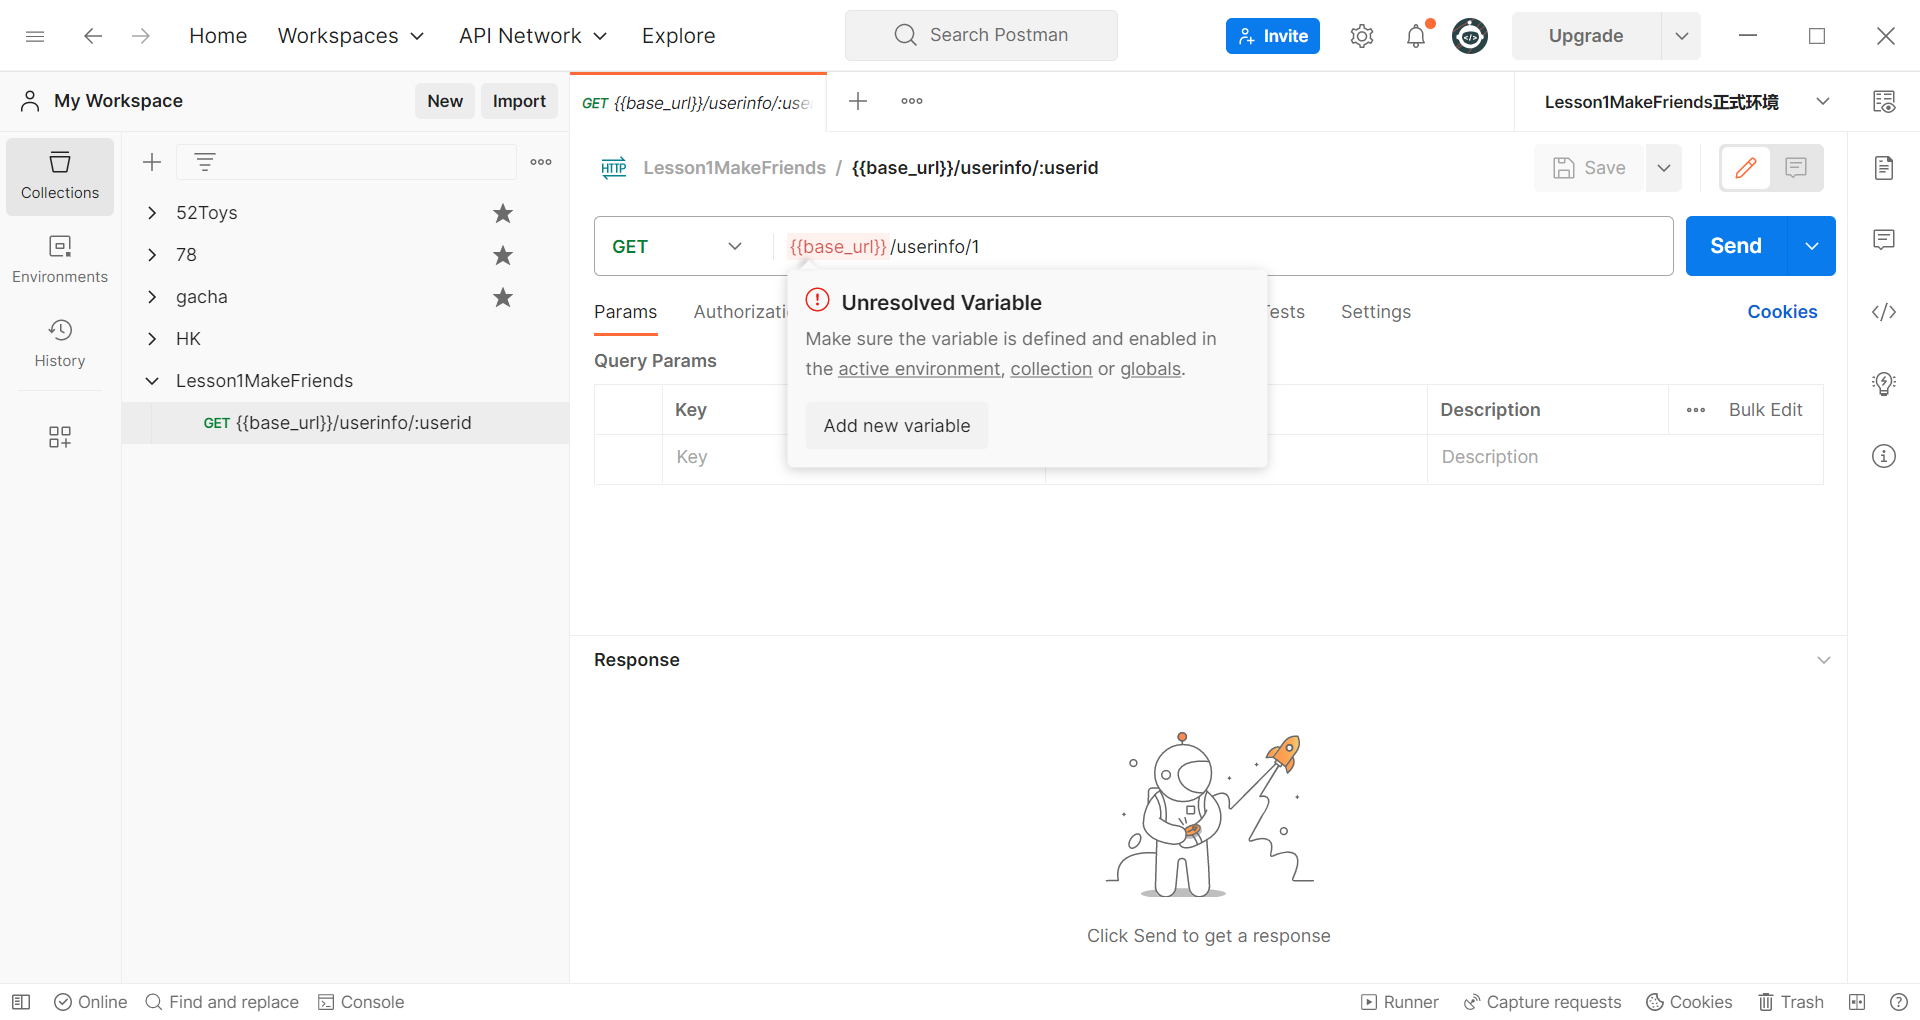 Home
Workspaces
API Network
Explore
Search Postman
Invite
Upgrade
My Workspace
New
Import
GET {{base_url}}/userinfo/:use
Lesson1MakeFriends正式环境
Collections
Environments
History
52Toys
78
gacha
HK
Lesson1MakeFriends
GET {{base_url}}/userinfo/:userid
HTTP
Lesson1MakeFriends / {{base_url}}/userinfo/:userid
Save
GET
{{base_url}}/userinfo/1
Send
Params
Authorizati
Tests
Settings
Cookies
Unresolved Variable
Make sure the variable is defined and enabled in
the active environment, collection or globals.
Add new variable
Query Params
Key
Description
Bulk Edit
Key
Description
Response
Click Send to get a response
Online
Find and replace
Console
Runner
Capture requests
Cookies
Trash